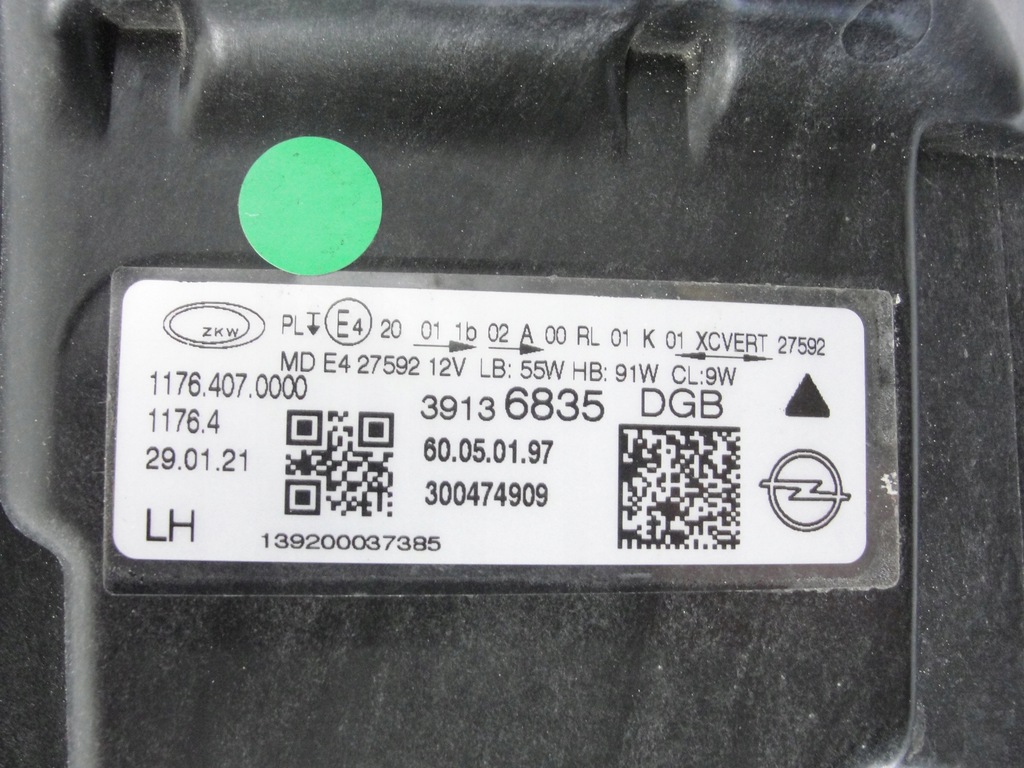 ZKW
PL E4 20 01 1b 02 A 00 RL 01 K 01 XCVERT 27592
MD E4 27592 12V LB: 55W HB: 91W CL:9W
1176.407.0000
39136835 DGB
1176.4
60.05.01.97
29.01.21
300474909
LH
139200037385